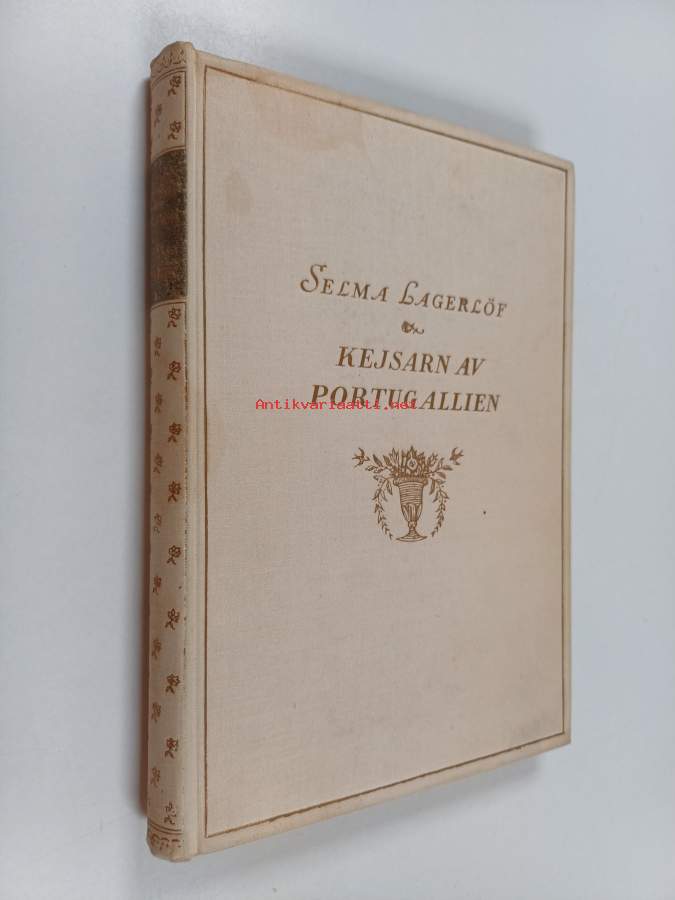 SELMA LAGERLÖF
KEJSARN AV
PORTUGALLIEN
Antikvariaatti.net